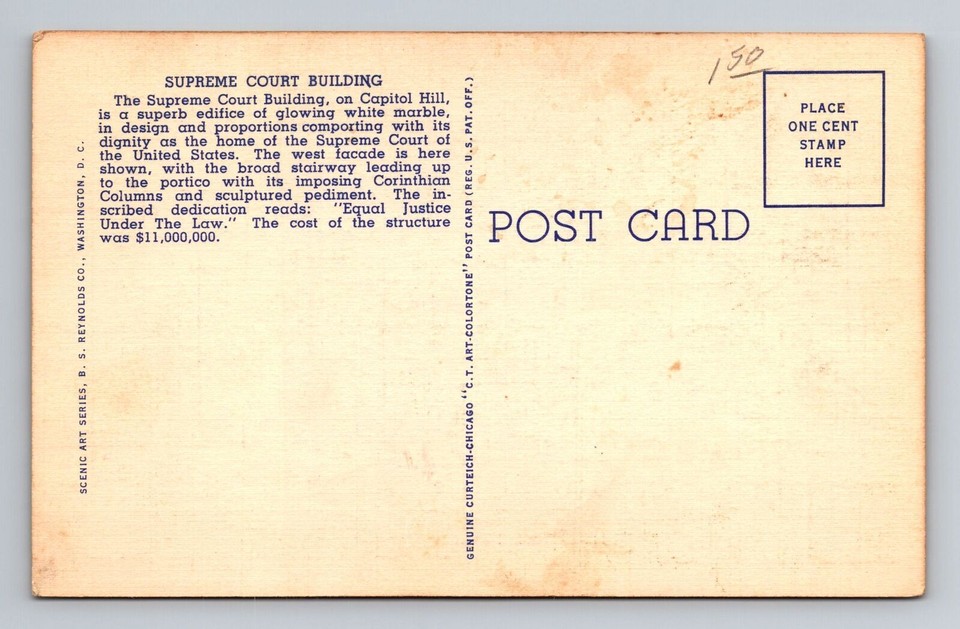 SUPREME COURT BUILDING
The Supreme Court Building, on Capitol Hill,
is a superb edifice of glowing white marble,
in design and proportions comporting with its
dignity as the home of the Supreme Court of
the United States. The west facade is here
shown, with the broad stairway leading up
to the portico with its imposing Corinthian
Columns and sculptured pediment. The in-
scribed dedication reads: "Equal Justice
Under The Law." The cost of the structure
was $11,000,000.
SCENIC ART SERIES, B. S. REYNOLDS CO., WASHINGTON, D. C.
GENUINE CURTEICH-CHICAGO "C.T. ART-COLORTONE" POST CARD (REG. U.S. PAT. OFF.)
150
PLACE
ONE CENT
STAMP
HERE
POST CARD